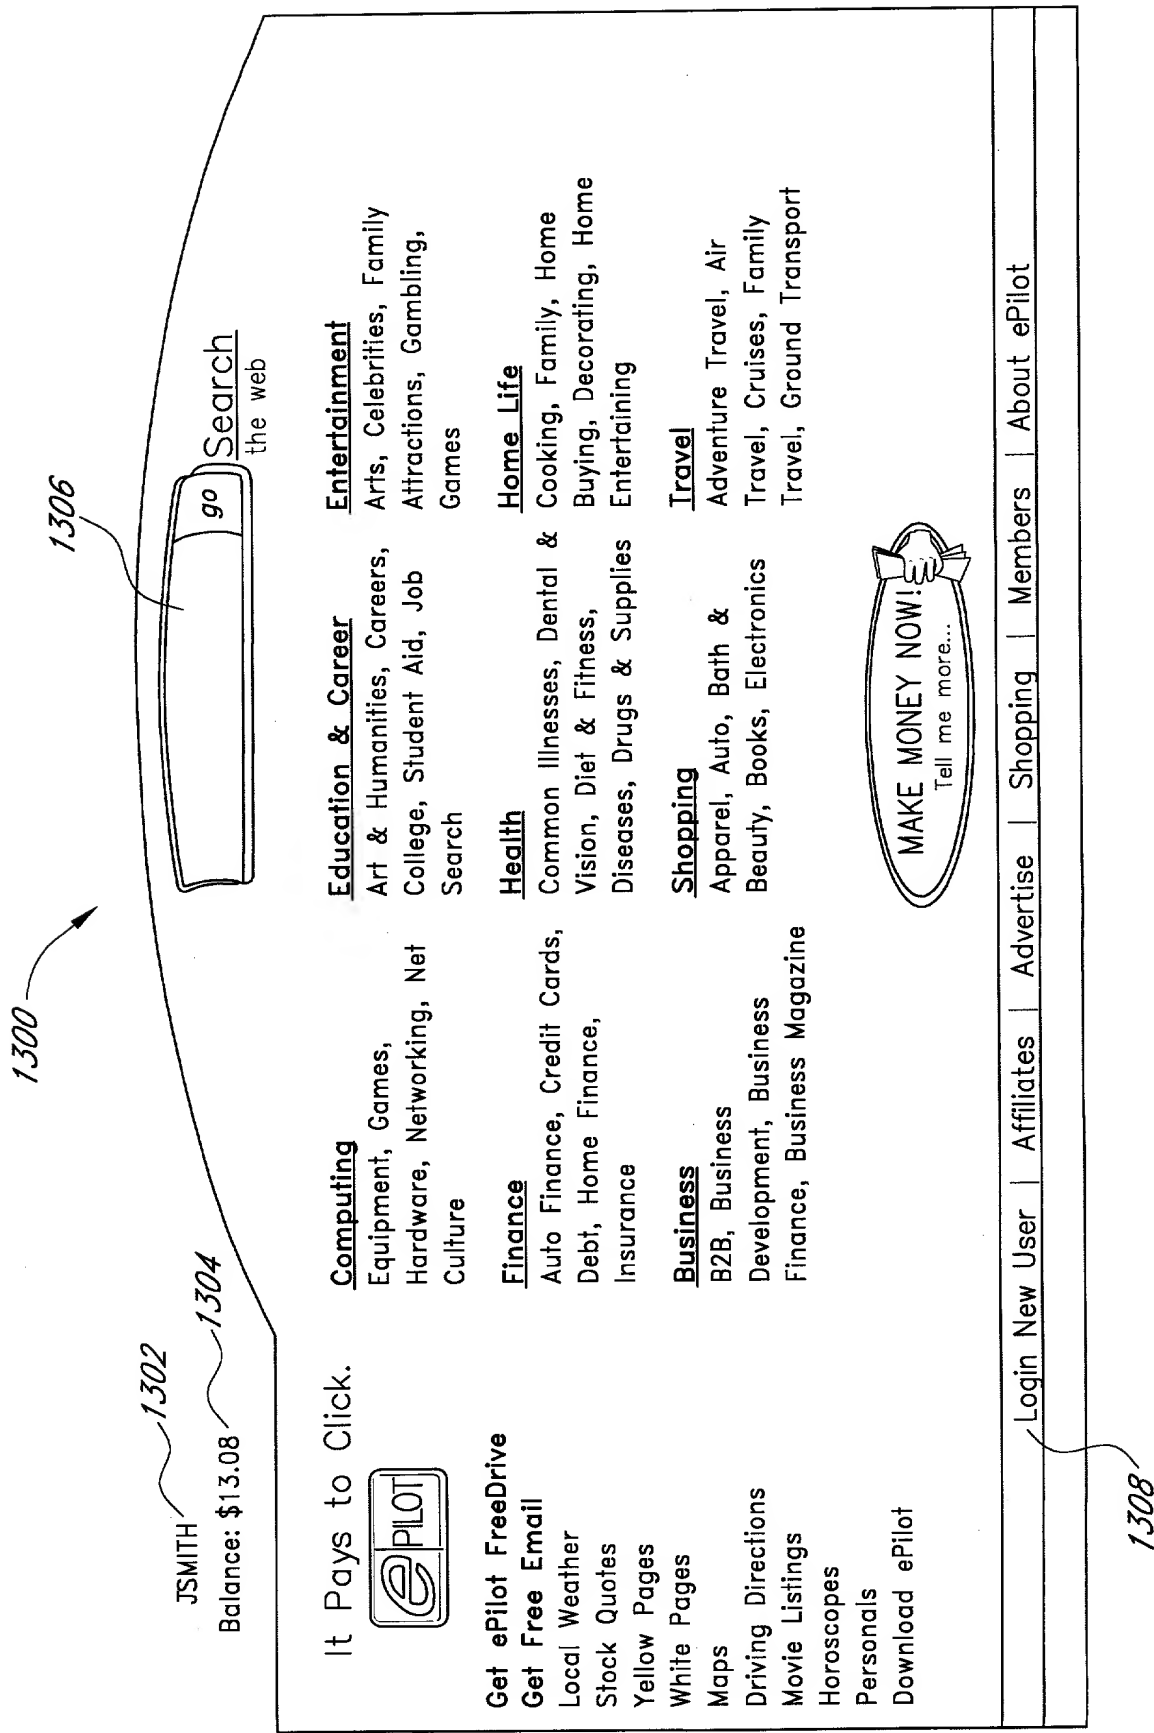 1300
JSMITH
1302
Balance: $13.08
1304
1306
go
Search
the web
It Pays to Click.
e PILOT
Get ePilot FreeDrive
Get Free Email
Local Weather
Stock Quotes
Yellow Pages
White Pages
Maps
Driving Directions
Movie Listings
Horoscopes
Personals
Download ePilot
Computing
Equipment, Games,
Hardware, Networking, Net
Culture
Education & Career
Art & Humanities, Careers,
College, Student Aid, Job
Search
Entertainment
Arts, Celebrities, Family
Attractions, Gambling,
Games
Finance
Auto Finance, Credit Cards,
Debt, Home Finance,
Insurance
Health
Common Illnesses, Dental &
Vision, Diet & Fitness,
Diseases, Drugs & Supplies
Home Life
Cooking, Family, Home
Buying, Decorating, Home
Entertaining
Business
B2B, Business
Development, Business
Finance, Business Magazine
Shopping
Apparel, Auto, Bath &
Beauty, Books, Electronics
Travel
Adventure Travel, Air
Travel, Cruises, Family
Travel, Ground Transport
MAKE MONEY NOW!
Tell me more...
Login New User | Affiliates | Advertise | Shopping | Members | About ePilot
1308